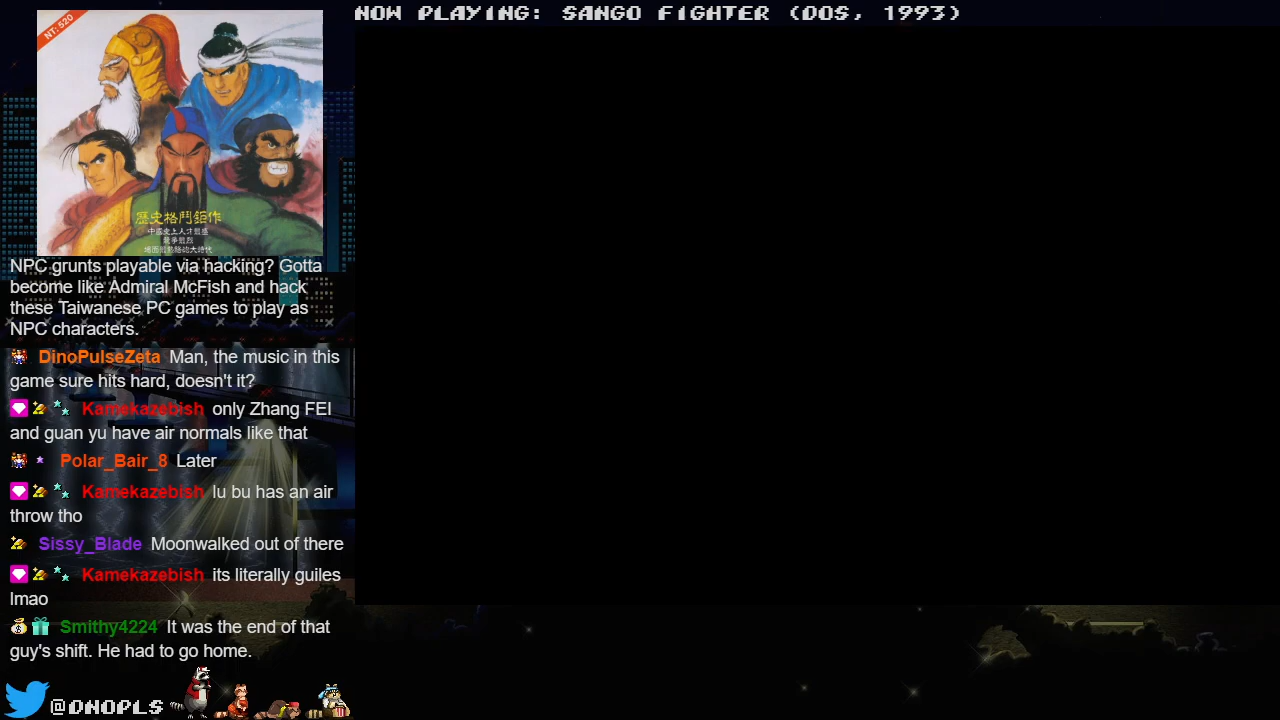 NOW PLAYING: SANGO FIGHTER (DOS, 1993)
NT: 520
歷史格鬥鉅作
NPC grunts playable via hacking? Gotta
become like Admiral McFish and hack
these Taiwanese PC games to play as
NPC characters.
DinoPulseZeta Man, the music in this
game sure hits hard, doesn't it?
Kamekazebish only Zhang FEI
and guan yu have air normals like that
Polar_Bair_8 Later
Kamekazebish lu bu has an air
throw tho
Sissy_Blade Moonwalked out of there
Kamekazebish its literally guiles
lmao
Smithy4224 It was the end of that
guy's shift. He had to go home.
@DNOPLS